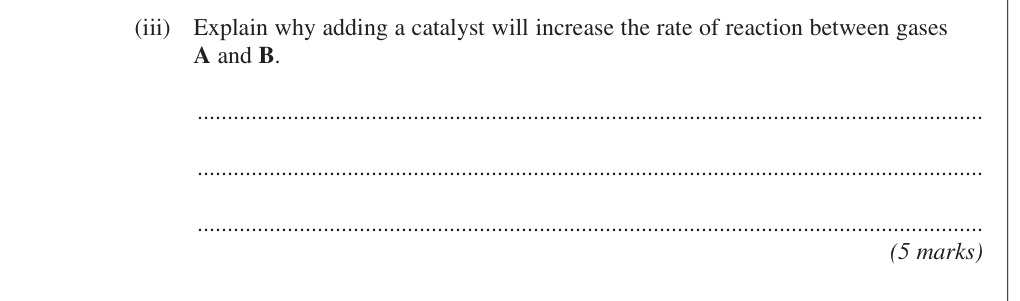 (iii) Explain why adding a catalyst will increase the rate of reaction between gases
A and B.
(5 marks)